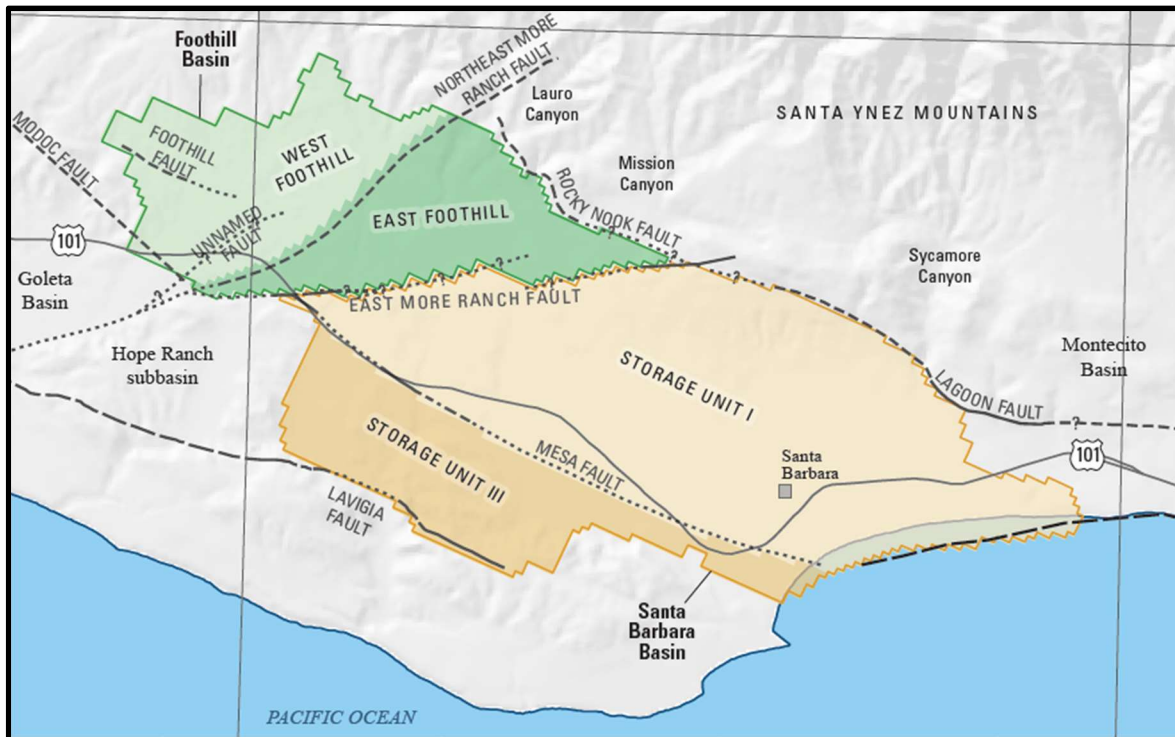 Foothill
Basin
NORTHEAST MORE
RANCH FAULT
Lauro
Canyon
SANTA YNEZ MOUNTAINS
MODOC FAULT
FOOTHILL
FAULT
WEST
FOOTHILL
Mission
Canyon
ROCKY NOOK FAULT
EAST FOOTHILL
UNNAMED
FAULT
?
?
101
Goleta
Basin
?
?
?
?
?
?
Sycamore
Canyon
EAST MORE RANCH FAULT
Hope Ranch
subbasin
Montecito
Basin
STORAGE UNIT I
LAGOON FAULT
?
STORAGE UNIT III
MESA FAULT
Santa
Barbara
101
LAVIGIA
FAULT
Santa
Barbara
Basin
PACIFIC OCEAN